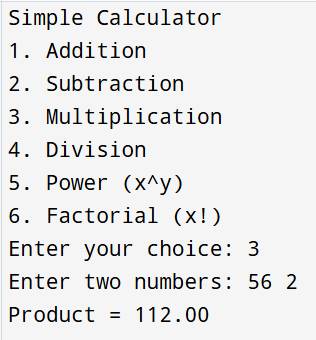 Simple Calculator
1. Addition
2. Subtraction
3. Multiplication
4. Division
5. Power (x^y)
6. Factorial (x!)
Enter your choice: 3
Enter two numbers: 56 2
Product = 112.00